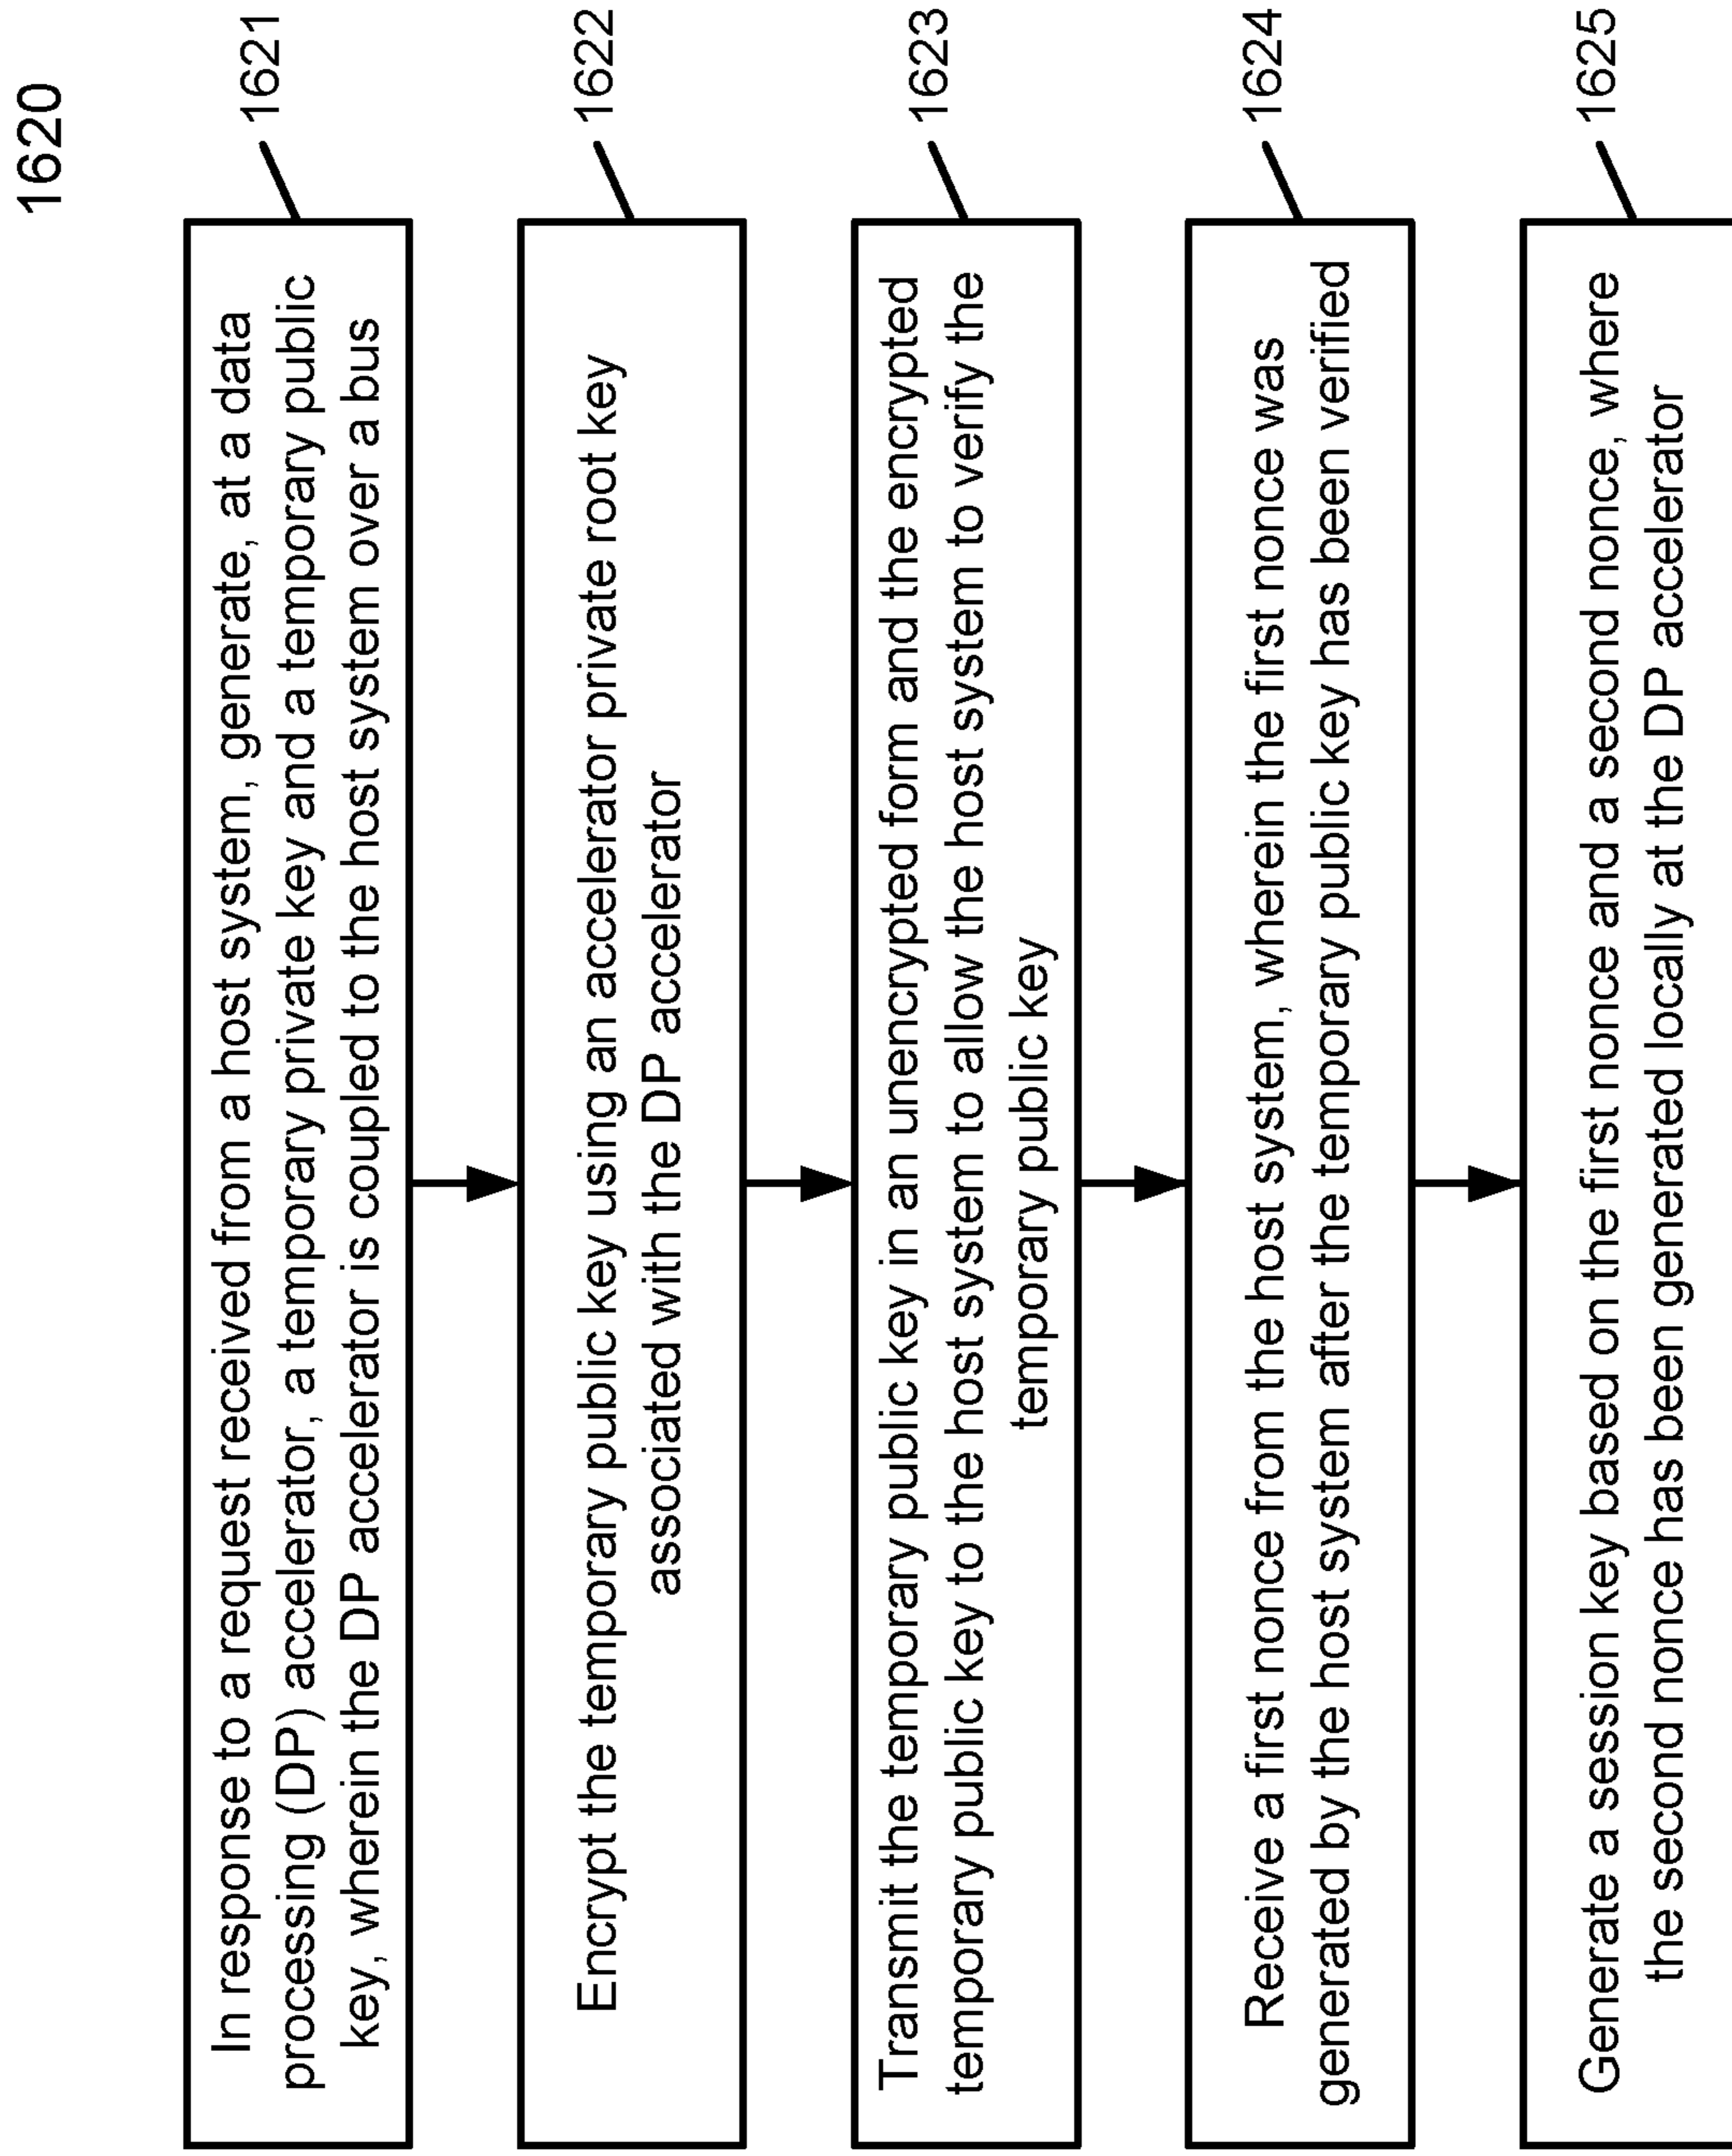 1620
In response to a request received from a host system, generate, at a data
processing (DP) accelerator, a temporary private key and a temporary public
key, wherein the DP accelerator is coupled to the host system over a bus
1621
Encrypt the temporary public key using an accelerator private root key
associated with the DP accelerator
1622
Transmit the temporary public key in an unencrypted form and the encrypted
temporary public key to the host system to allow the host system to verify the
temporary public key
1623
Receive a first nonce from the host system, wherein the first nonce was
generated by the host system after the temporary public key has been verified
1624
Generate a session key based on the first nonce and a second nonce, where
the second nonce has been generated locally at the DP accelerator
1625